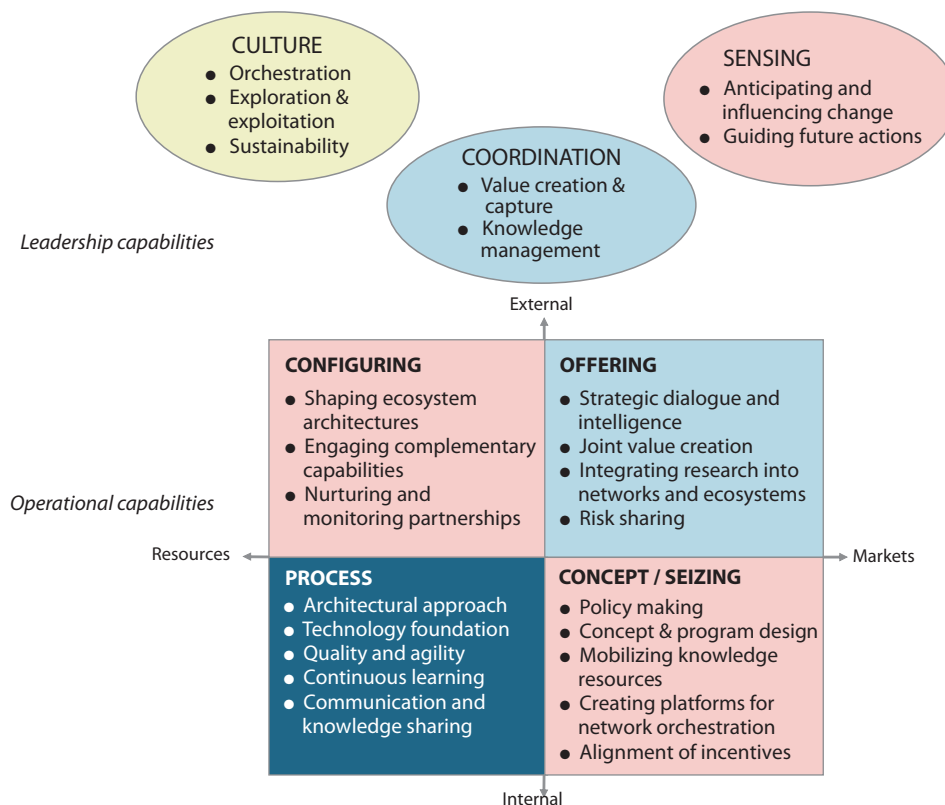 CULTURE
● Orchestration
● Exploration &
exploitation
● Sustainability
SENSING
● Anticipating and
influencing change
● Guiding future actions
COORDINATION
● Value creation &
capture
● Knowledge
management
Leadership capabilities
External
CONFIGURING
● Shaping ecosystem
architectures
● Engaging complementary
capabilities
● Nurturing and
monitoring partnerships
OFFERING
● Strategic dialogue and
intelligence
● Joint value creation
● Integrating research into
networks and ecosystems
● Risk sharing
Operational capabilities
Resources
Markets
PROCESS
● Architectural approach
● Technology foundation
● Quality and agility
● Continuous learning
● Communication and
knowledge sharing
CONCEPT / SEIZING
● Policy making
● Concept & program design
● Mobilizing knowledge
resources
● Creating platforms for
network orchestration
● Alignment of incentives
Internal